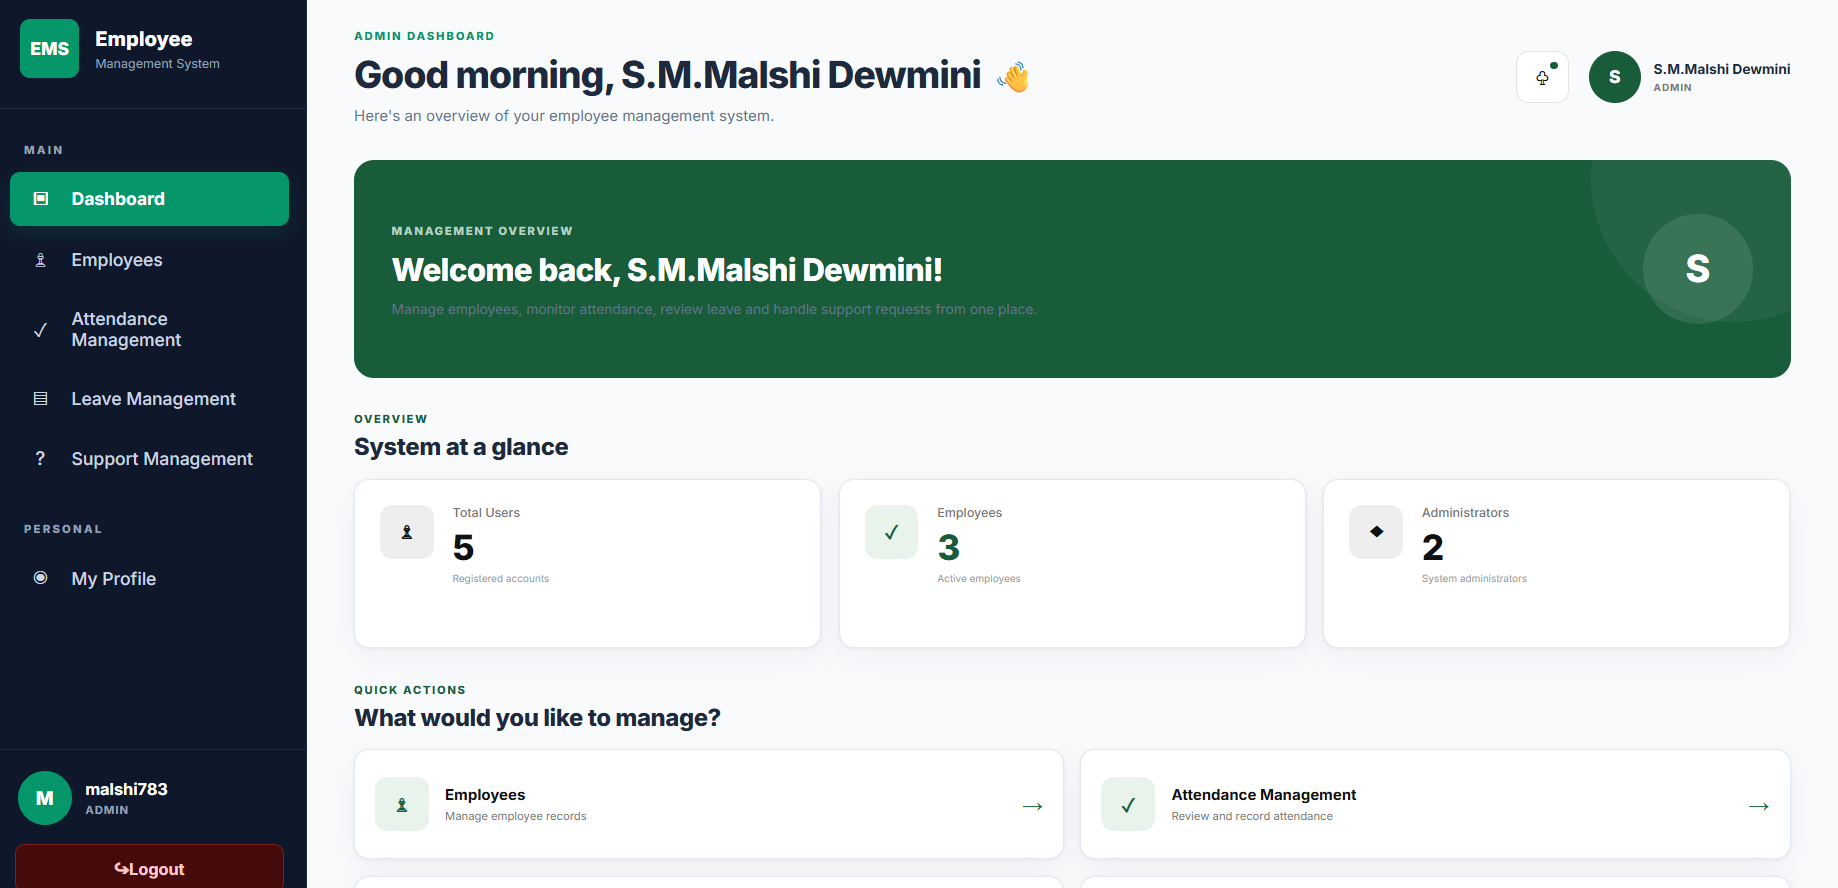 EMS
Employee
Management System
MAIN
Dashboard
Employees
✓ Attendance
Management
Leave Management
? Support Management
PERSONAL
My Profile
M
malshi783
ADMIN
↪Logout
ADMIN DASHBOARD
Good morning, S.M.Malshi Dewmini 👋
Here's an overview of your employee management system.
S
S.M.Malshi Dewmini
ADMIN
MANAGEMENT OVERVIEW
Welcome back, S.M.Malshi Dewmini!
Manage employees, monitor attendance, review leave and handle support requests from one place.
S
OVERVIEW
System at a glance
Total Users
5
Registered accounts
✓
Employees
3
Active employees
◆
Administrators
2
System administrators
QUICK ACTIONS
What would you like to manage?
Employees
Manage employee records
→
✓
Attendance Management
Review and record attendance
→